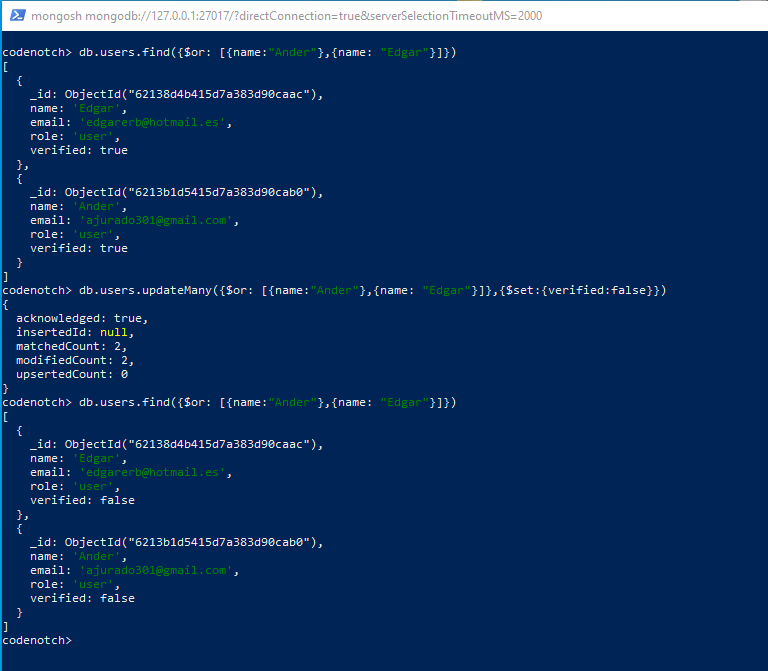 mongosh mongodb://127.0.0.1:27017/?directConnection=true&serverSelectionTimeoutMS=2000
codenotch> db.users.find({$or: [{name:"Ander"},{name: "Edgar"}]})
[
  {
    _id: ObjectId("62138d4b415d7a383d90caac"),
    name: 'Edgar',
    email: 'edgarerb@hotmail.es',
    role: 'user',
    verified: true
  },
  {
    _id: ObjectId("6213b1d5415d7a383d90cab0"),
    name: 'Ander',
    email: 'ajurado301@gmail.com',
    role: 'user',
    verified: true
  }
]
codenotch> db.users.updateMany({$or: [{name:"Ander"},{name: "Edgar"}]},{$set:{verified:false}})
{
  acknowledged: true,
  insertedId: null,
  matchedCount: 2,
  modifiedCount: 2,
  upsertedCount: 0
}
codenotch> db.users.find({$or: [{name:"Ander"},{name: "Edgar"}]})
[
  {
    _id: ObjectId("62138d4b415d7a383d90caac"),
    name: 'Edgar',
    email: 'edgarerb@hotmail.es',
    role: 'user',
    verified: false
  },
  {
    _id: ObjectId("6213b1d5415d7a383d90cab0"),
    name: 'Ander',
    email: 'ajurado301@gmail.com',
    role: 'user',
    verified: false
  }
]
codenotch>